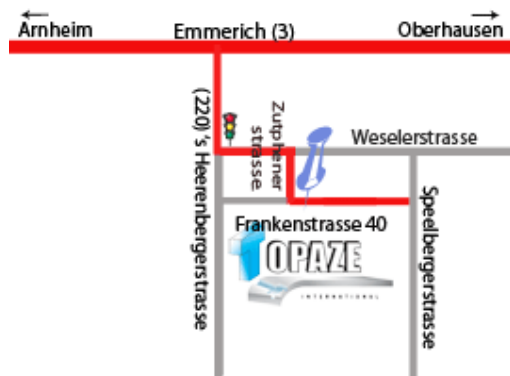 Arnheim
Emmerich (3)
Oberhausen
(220) 's Heerenbergerstrasse
Zutphener
strasse
Weselerstrasse
Speelbergerstrasse
Frankenstrasse 40
TOPAZE
INTERNATIONAL